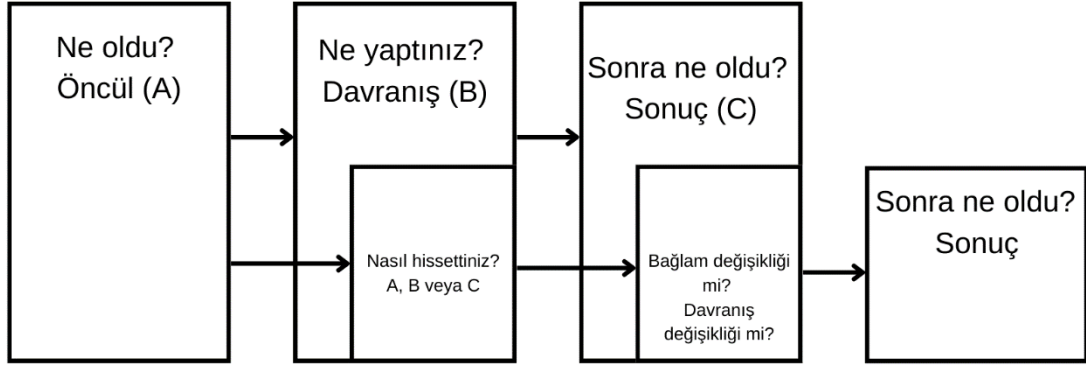 Ne oldu?
Öncül (A)
Ne yaptınız?
Davranış (B)
Nasıl hissettiniz?
A, B veya C
Sonra ne oldu?
Sonuç (C)
Bağlam değişikliği
mi?
Davranış
değişikliği mi?
Sonra ne oldu?
Sonuç